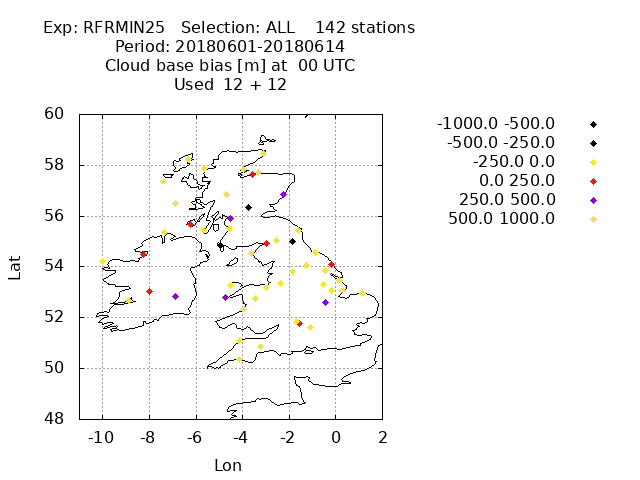 Exp: RFRMIN25 Selection: ALL 142 stations
Period: 20180601-20180614
Cloud base bias [m] at 00 UTC
Used 12 + 12
-1000.0 -500.0
-500.0 -250.0
-250.0 0.0
0.0 250.0
250.0 500.0
500.0 1000.0
60
58
56
54
52
50
48
Lat
-10 -8 -6 -4 -2 0 2
Lon